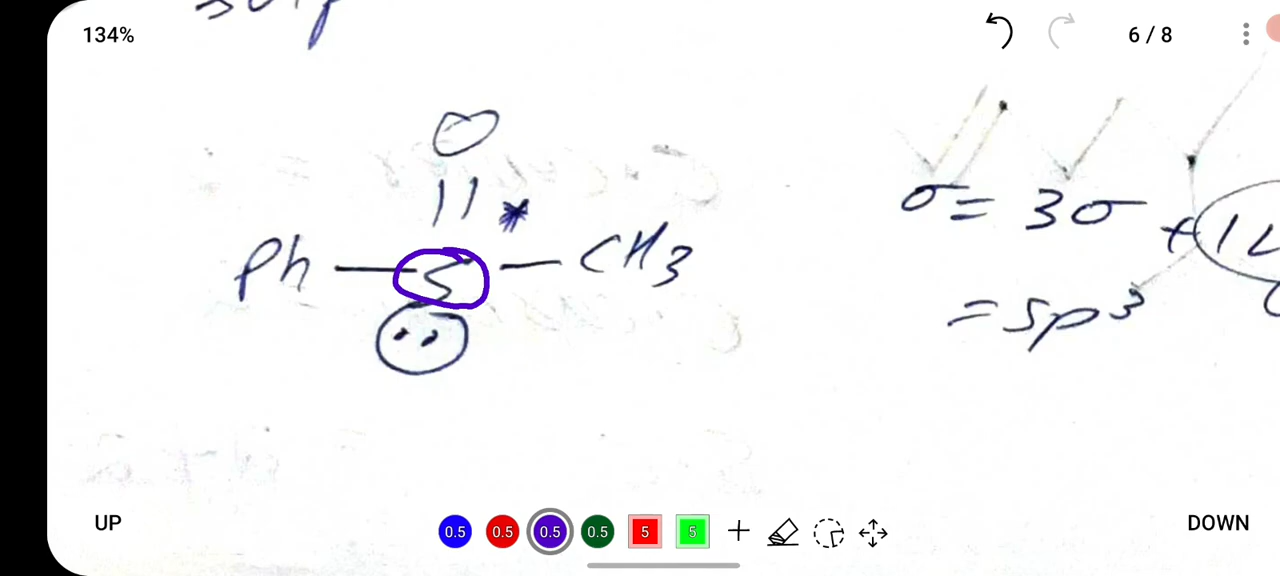 134%
6 / 8
O
||
*
Ph — S — CH3
..
σ = 3σ + 1L
= sp3
UP
0.5 0.5 0.5 0.5 5 5 +
DOWN